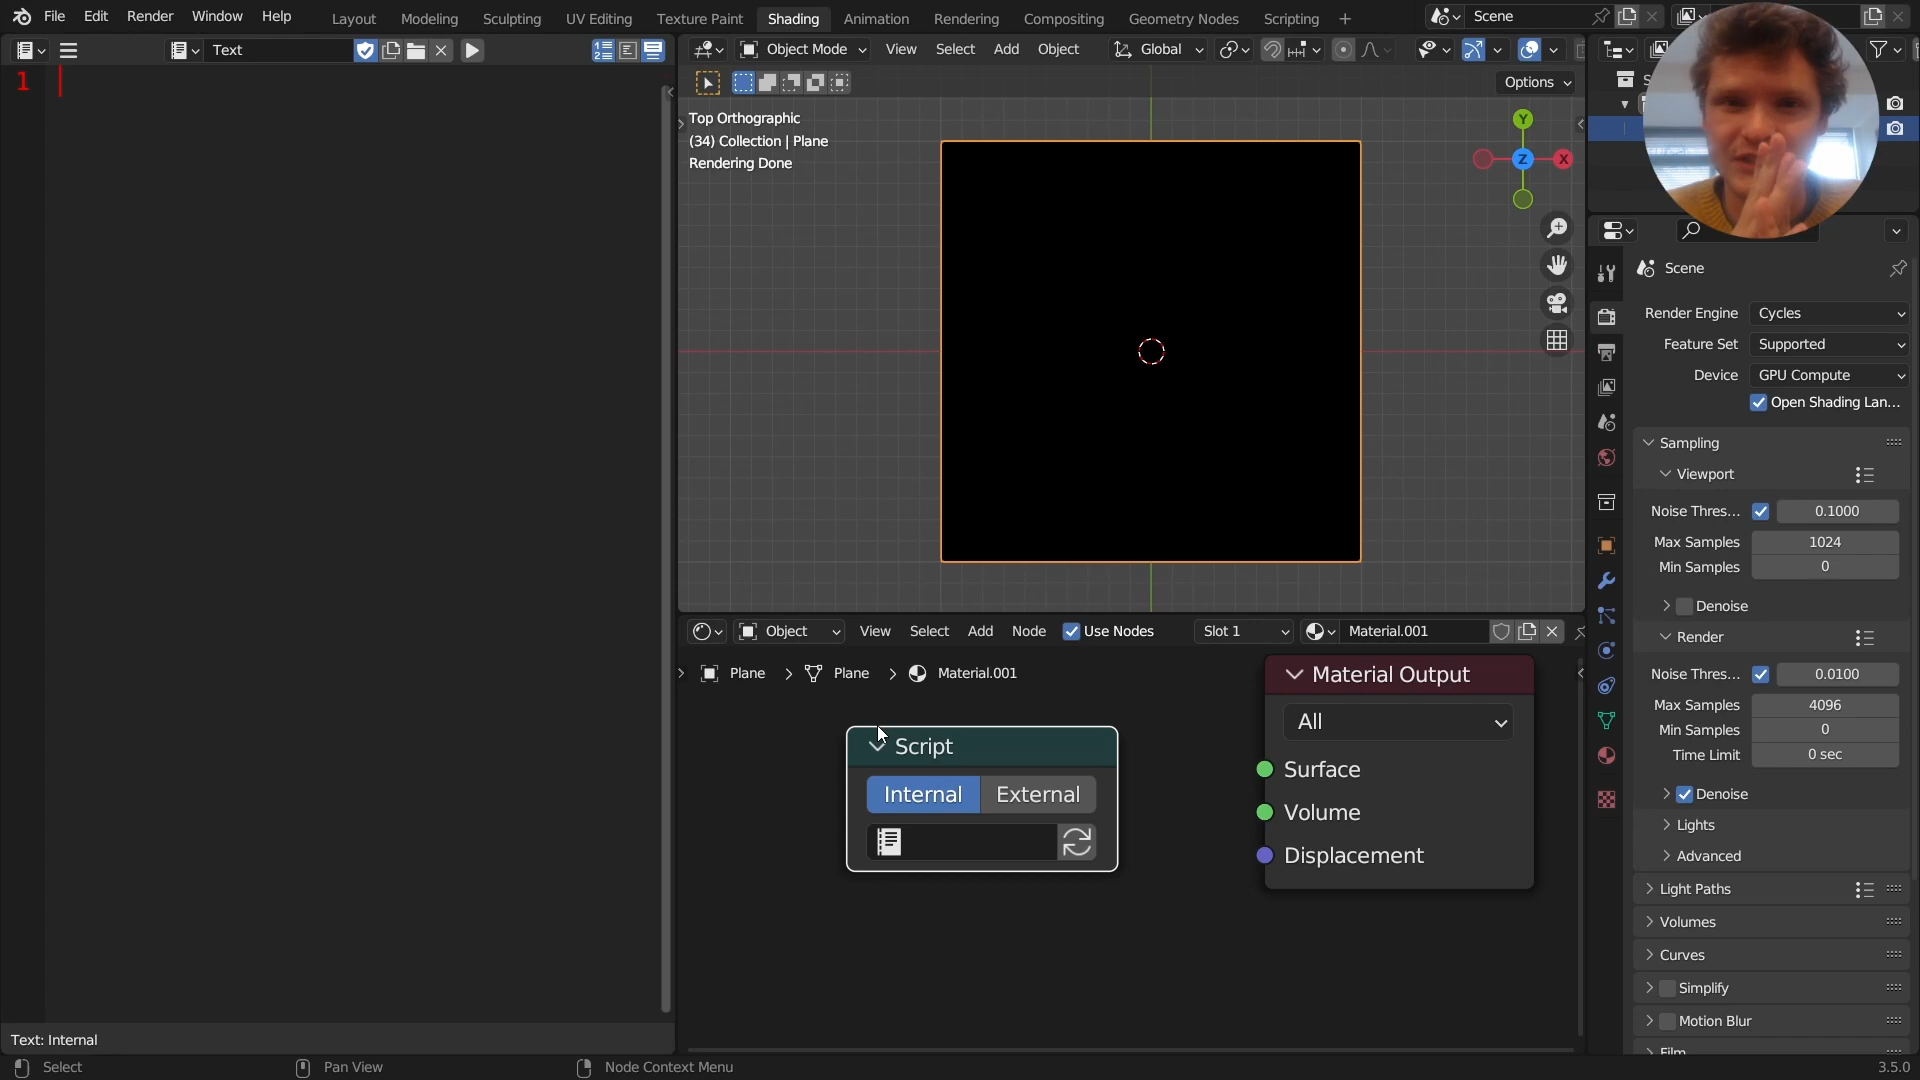 File Edit Render Window Help Layout Modeling Sculpting UV Editing Texture Paint Shading Animation Rendering Compositing Geometry Nodes Scripting + Scene
Text
Object Mode View Select Add Object Global
1
Options
Top Orthographic
(34) Collection | Plane
Rendering Done
Y
Z
X
Scene
Render Engine Cycles
Feature Set Supported
Device GPU Compute
Open Shading Lan...
Sampling
Viewport
Noise Thres... 0.1000
Max Samples 1024
Min Samples 0
Denoise
Render
Noise Thres... 0.0100
Max Samples 4096
Min Samples 0
Time Limit 0 sec
Denoise
Lights
Advanced
Light Paths
Volumes
Curves
Simplify
Motion Blur
Film
Object View Select Add Node Use Nodes Slot 1 Material.001
Plane > Plane > Material.001
Script
Internal External
Material Output
All
Surface
Volume
Displacement
Text: Internal
Select Pan View Node Context Menu 3.5.0